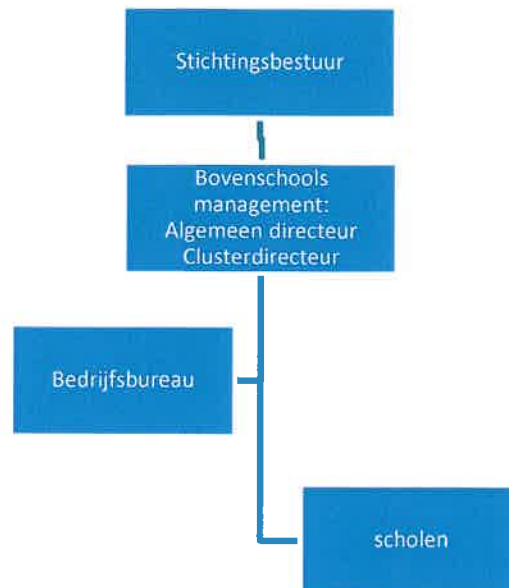 Stichtingsbestuur
Bovenschools
management:
Algemeen directeur
Clusterdirecteur
Bedrijfsbureau
scholen